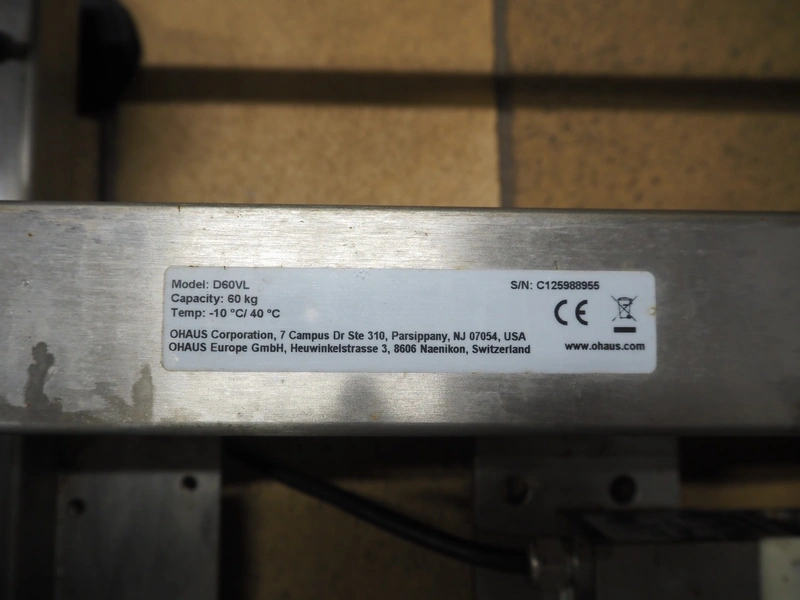 Model: D60VL
S/N: C125988955
Capacity: 60 kg
Temp: -10 °C/ 40 °C
CE
OHAUS Corporation, 7 Campus Dr Ste 310, Parsippany, NJ 07054, USA
OHAUS Europe GmbH, Heuwinkelstrasse 3, 8606 Naenikon, Switzerland
www.ohaus.com